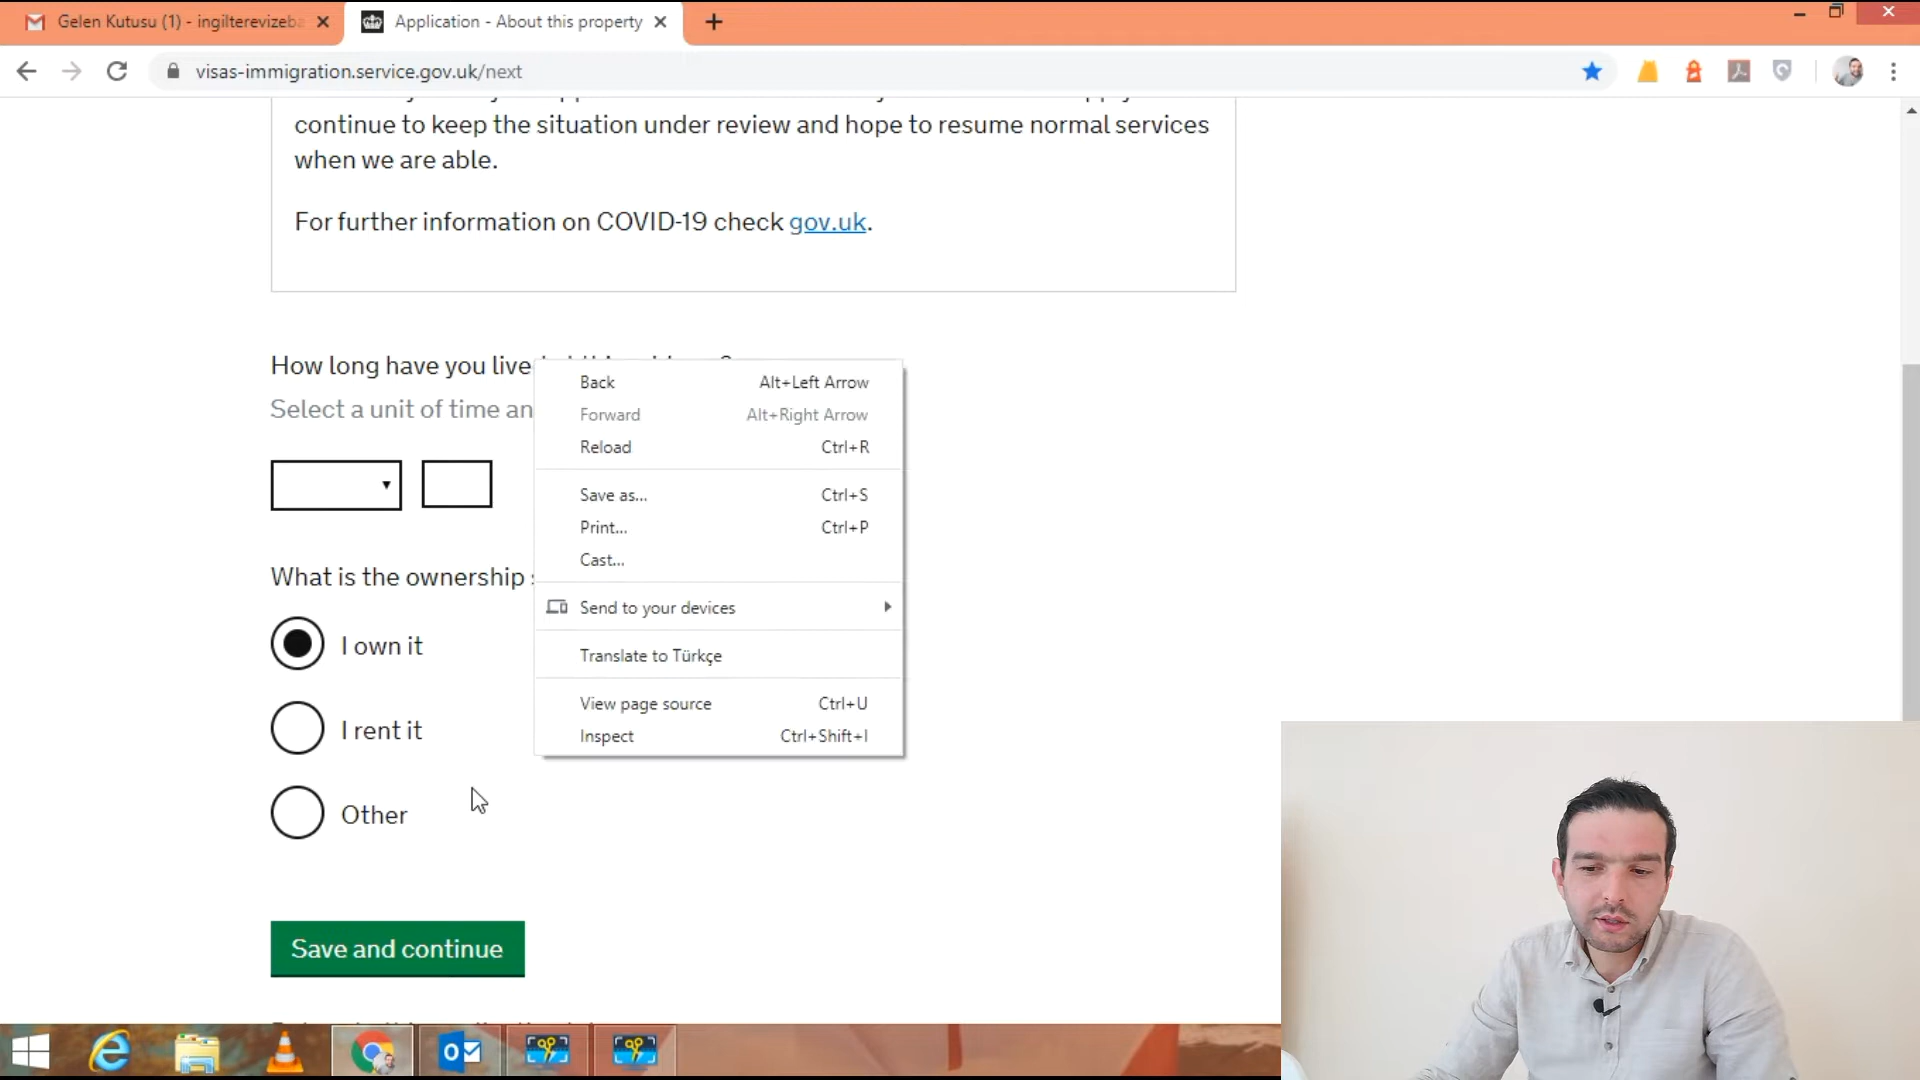 Gelen Kutusu (1) - ingilterevizeba
Application - About this property
visas-immigration.service.gov.uk/next
continue to keep the situation under review and hope to resume normal services
when we are able.
For further information on COVID-19 check gov.uk.
How long have you live
Select a unit of time an
What is the ownership
I own it
I rent it
Other
Save and continue
Back Alt+Left Arrow
Forward Alt+Right Arrow
Reload Ctrl+R
Save as... Ctrl+S
Print... Ctrl+P
Cast...
Send to your devices
Translate to Türkçe
View page source Ctrl+U
Inspect Ctrl+Shift+I